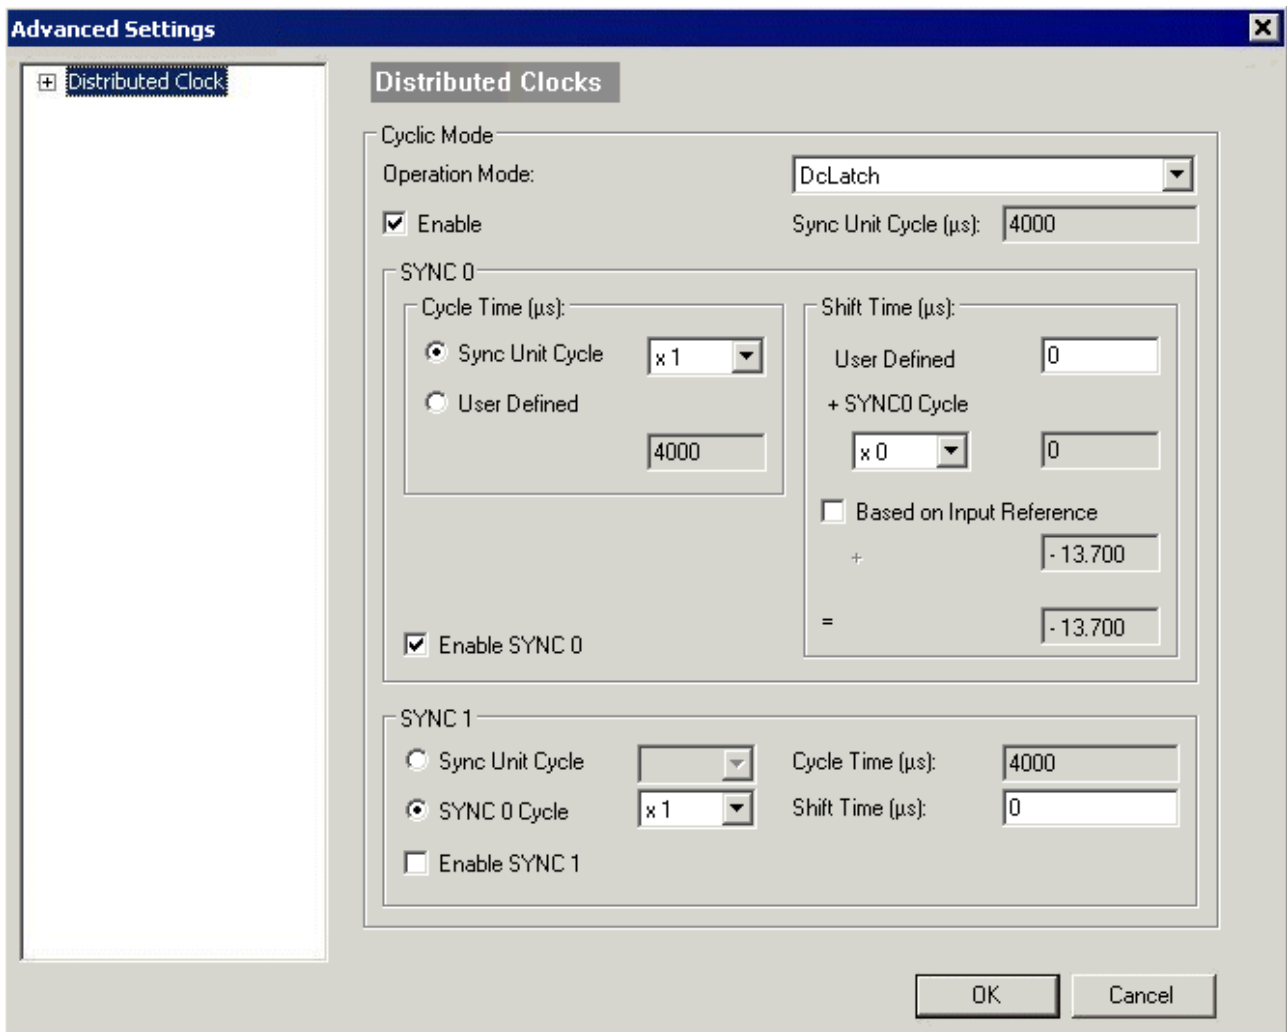 Advanced Settings
Distributed Clock
Distributed Clocks
Cyclic Mode
Operation Mode: DcLatch
Enable Sync Unit Cycle (µs): 4000
SYNC 0
Cycle Time (µs): Shift Time (µs):
Sync Unit Cycle x 1 User Defined 0
User Defined + SYNC0 Cycle
4000 x 0 0
Based on Input Reference
+ - 13.700
= - 13.700
Enable SYNC 0
SYNC 1
Sync Unit Cycle Cycle Time (µs): 4000
SYNC 0 Cycle x 1 Shift Time (µs): 0
Enable SYNC 1
OK Cancel